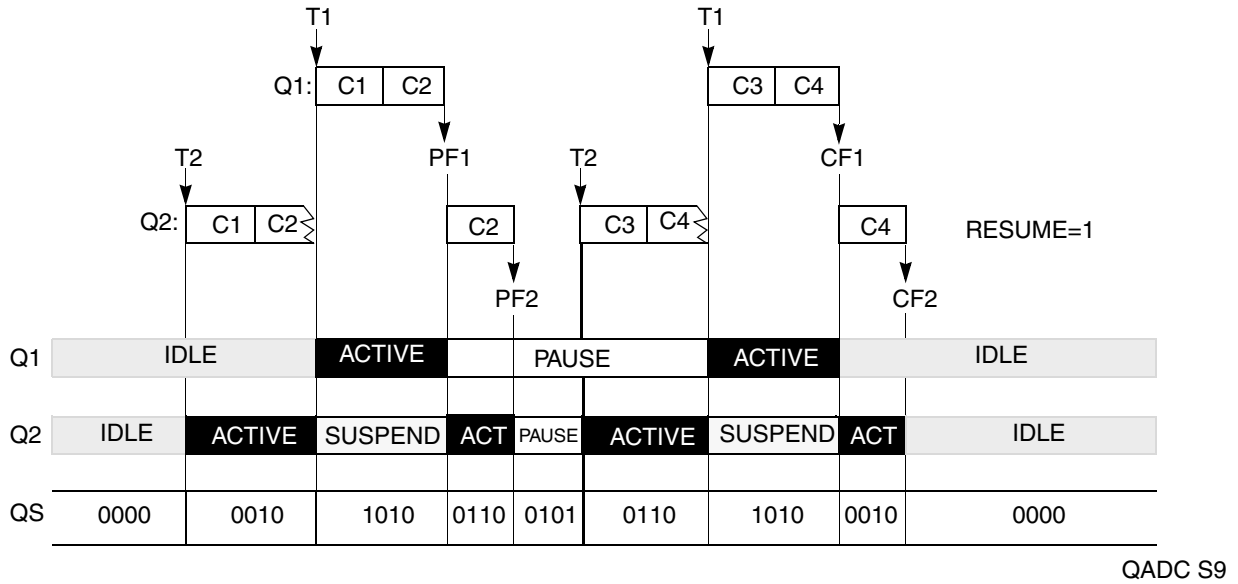 T1 T1
Q1: C1 C2 C3 C4
T2 PF1 T2 CF1
Q2: C1 C2 C2 C3 C4 C4 RESUME=1
PF2 CF2
Q1 IDLE ACTIVE PAUSE ACTIVE IDLE
Q2 IDLE ACTIVE SUSPEND ACT PAUSE ACTIVE SUSPEND ACT IDLE
QS 0000 0010 1010 0110 0101 0110 1010 0010 0000
QADC S9